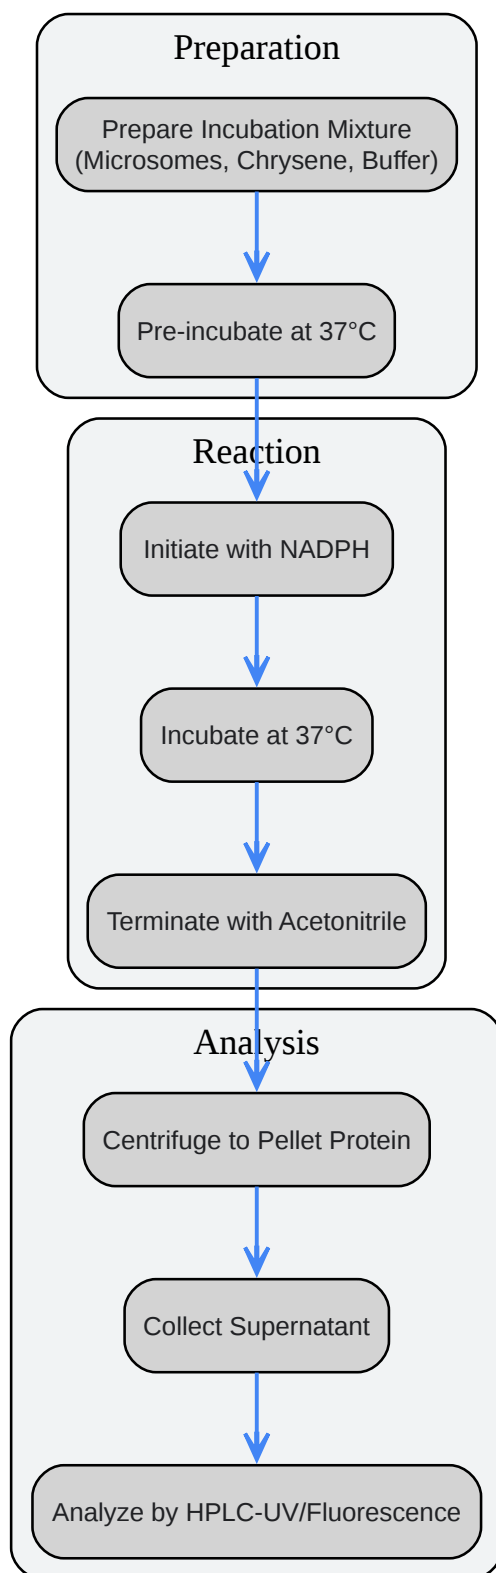 Preparation
Prepare Incubation Mixture
(Microsomes, Chrysene, Buffer)
Pre-incubate at 37°C
Reaction
Initiate with NADPH
Incubate at 37°C
Terminate with Acetonitrile
Analysis
Centrifuge to Pellet Protein
Collect Supernatant
Analyze by HPLC-UV/Fluorescence